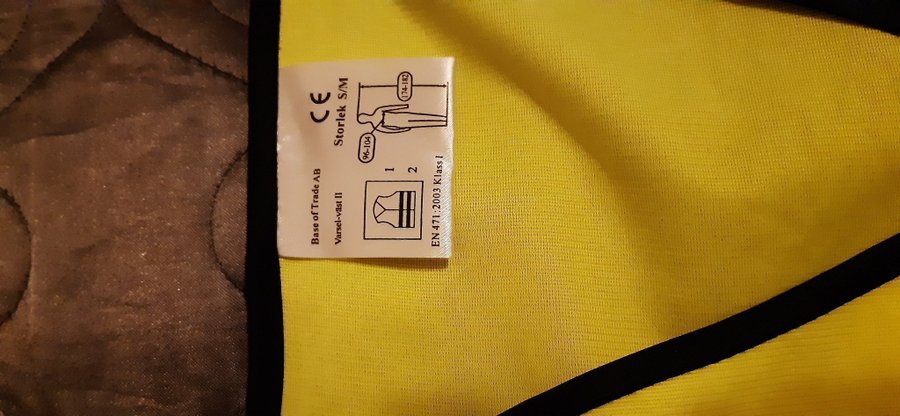 Base of Trade AB
CE
Varsel-väst II
Storlek S/M
1
2
96-104
174-182
EN 471:2003 Klass 1